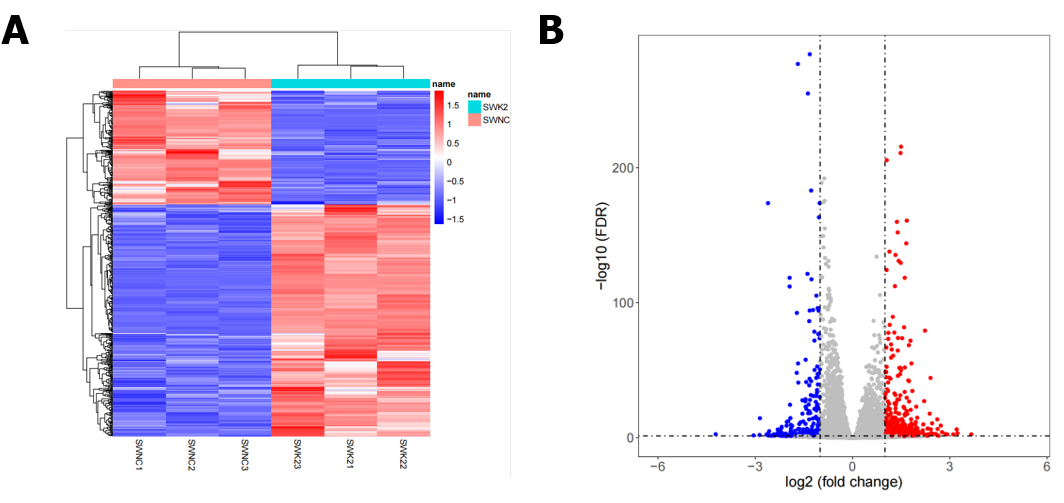 A
name
1.5
1
0.5
0
−0.5
−1
−1.5
name
SWK2
SWNC
SWNC1
SWNC2
SWNC3
SWK23
SWK21
SWK22
B
−log10 (FDR)
200
100
0
−6
−3
0
3
6
log2 (fold change)